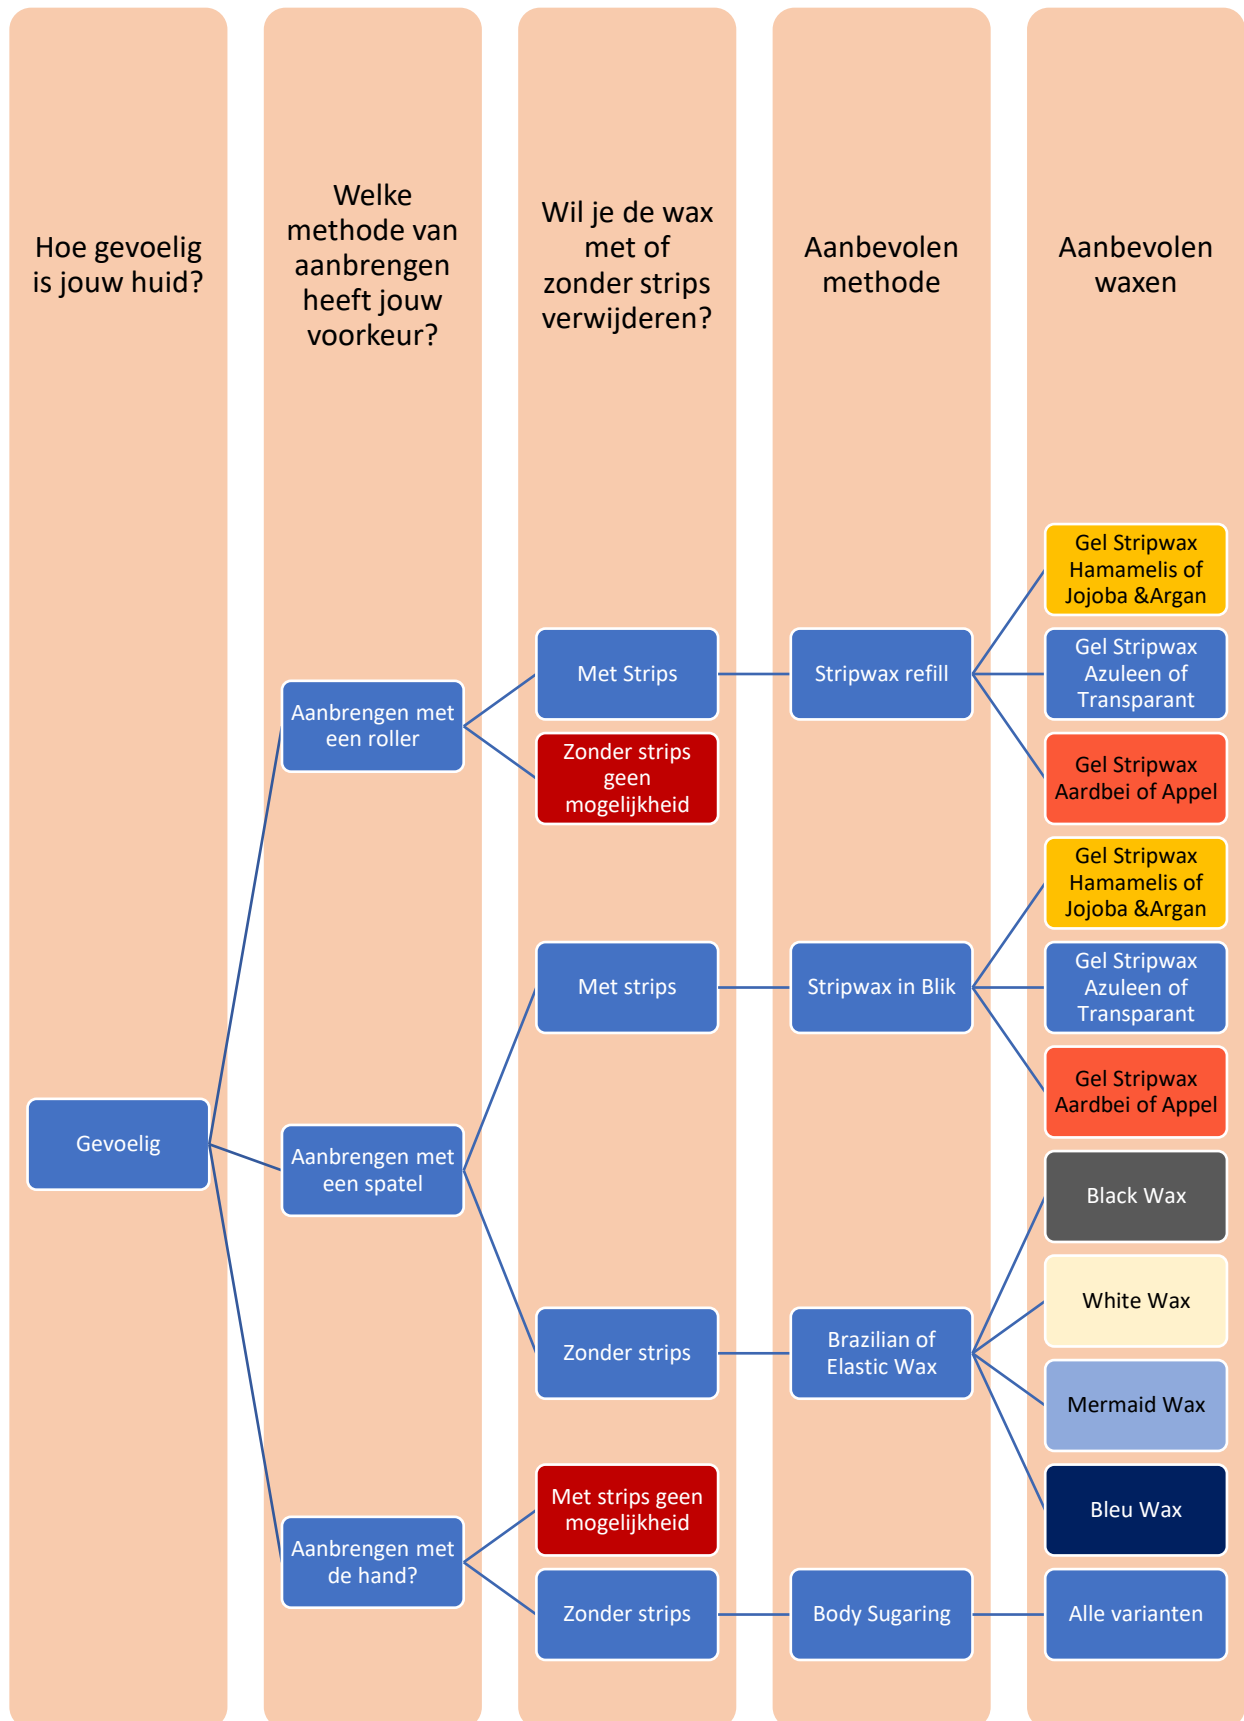 Hoe gevoelig
is jouw huid?
Welke
methode van
aanbrengen
heeft jouw
voorkeur?
Wil je de wax
met of
zonder strips
verwijderen?
Aanbevolen
methode
Aanbevolen
waxen
Gevoelig
Aanbrengen met
een roller
Met Strips
Stripwax refill
Gel Stripwax
Hamamelis of
Jojoba &Argan
Gel Stripwax
Azuleen of
Transparant
Gel Stripwax
Aardbei of Appel
Zonder strips
geen
mogelijkheid
Aanbrengen met
een spatel
Met strips
Stripwax in Blik
Gel Stripwax
Hamamelis of
Jojoba &Argan
Gel Stripwax
Azuleen of
Transparant
Gel Stripwax
Aardbei of Appel
Zonder strips
Brazilian of
Elastic Wax
Black Wax
White Wax
Mermaid Wax
Bleu Wax
Aanbrengen met
de hand?
Met strips geen
mogelijkheid
Zonder strips
Body Sugaring
Alle varianten